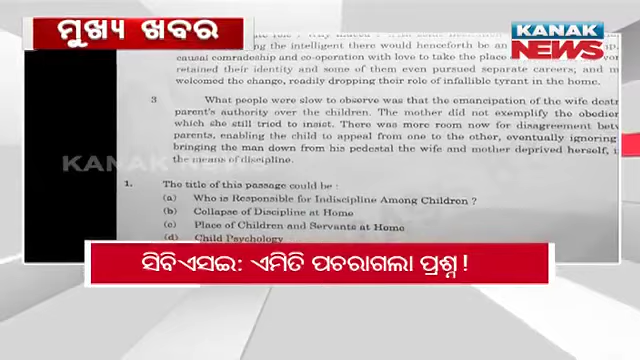 ମୁଖ୍ୟ ଖବର
KANAK
NEWS
the intelligent there would henceforth be an
causal comradeship and co-operation with love to take the place
retained their identity and some of them even pursued separate careers, and
welcomed the change, readily dropping their role of infallible tyrant in the home.
3 What people were slow to observe was that the emancipation of the wife
parent's authority over the children. The mother did not exemplify the
which she still tried to insist. There was more room now for disagreement
parents, enabling the child to appeal from one to the other, eventually ignoring
bringing the man down from his pedestal the wife and mother deprived herself,
the means of discipline.
KANAK NEWS
1. The title of this passage could be :
(a) Who is Responsible for Indiscipline Among Children ?
(b) Collapse of Discipline at Home
(c) Place of Children and Servants at Home
(d) Child Psychology
ସିବିଏସଇ: ଏମିତି ପଚରାଗଲା ପ୍ରଶ୍ନ!